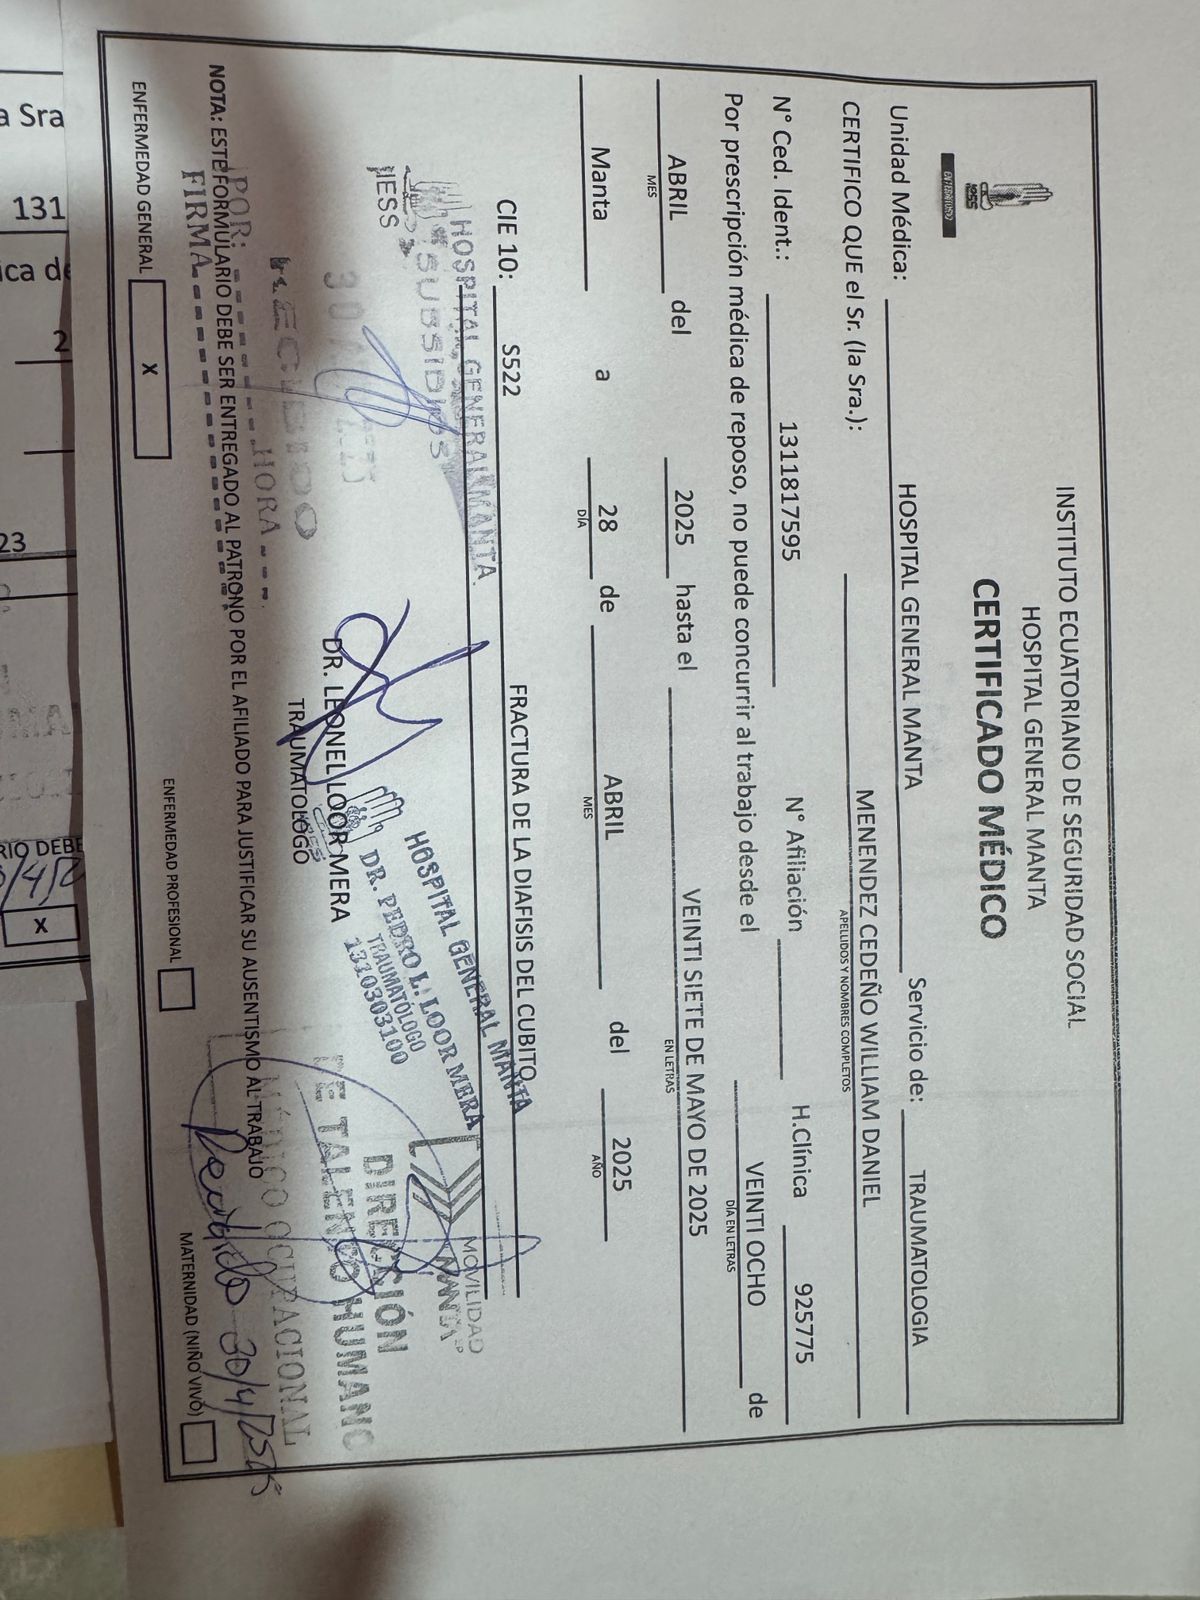 INSTITUTO ECUATORIANO DE SEGURIDAD SOCIAL
HOSPITAL GENERAL MANTA
CERTIFICADO MÉDICO
IESS
Unidad Médica: HOSPITAL GENERAL MANTA Servicio de: TRAUMATOLOGIA
CERTIFICO QUE el Sr. (la Sra.): MENENDEZ CEDEÑO WILLIAM DANIEL
APELLIDOS Y NOMBRES COMPLETOS
N° Ced. Ident.: 1311817595 N° Afiliación H.Clínica 925775
Por prescripción médica de reposo, no puede concurrir al trabajo desde el VEINTI OCHO de
DÍA EN LETRAS
ABRIL del 2025 hasta el VEINTI SIETE DE MAYO DE 2025
MES EN LETRAS
Manta a 28 de ABRIL del 2025
DÍA MES AÑO
CIE 10: S522 FRACTURA DE LA DIAFISIS DEL CUBITO
HOSPITAL GENERAL MANTA
SUBSIDIOS
IESS
RECIBIDO
HORA
POR:
FIRMA
HOSPITAL GENERAL MANTA
DR. PEDRO L. LOOR MERA
TRAUMATÓLOGO
1310303100
DR. LEONEL LOOR MERA
TRAUMATOLOGO
MOVILIDAD
MANTA EP
DIRECCIÓN
DE TALENTO HUMANO
MÉDICO OCUPACIONAL
Recibido 30/4/2025
NOTA: ESTE FORMULARIO DEBE SER ENTREGADO AL PATRONO POR EL AFILIADO PARA JUSTIFICAR SU AUSENTISMO AL TRABAJO
ENFERMEDAD GENERAL X ENFERMEDAD PROFESIONAL MATERNIDAD (NIÑO VIVO)
a Sra
131
ica de
2
23
RIO DEBE
X